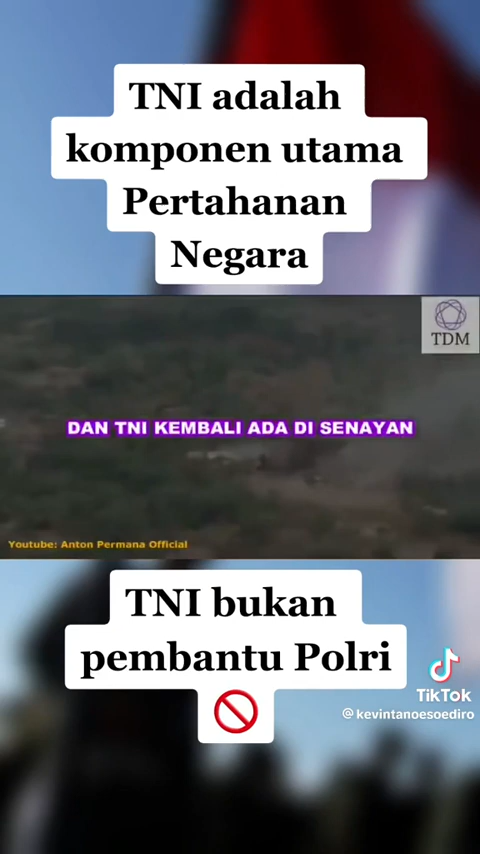 TNI adalah
komponen utama
Pertahanan
Negara
TDM
DAN TNI KEMBALI ADA DI SENAYAN
Youtube: Anton Permana Official
TNI bukan
pembantu Polri
🚫
TikTok
@kevintanoesoediro